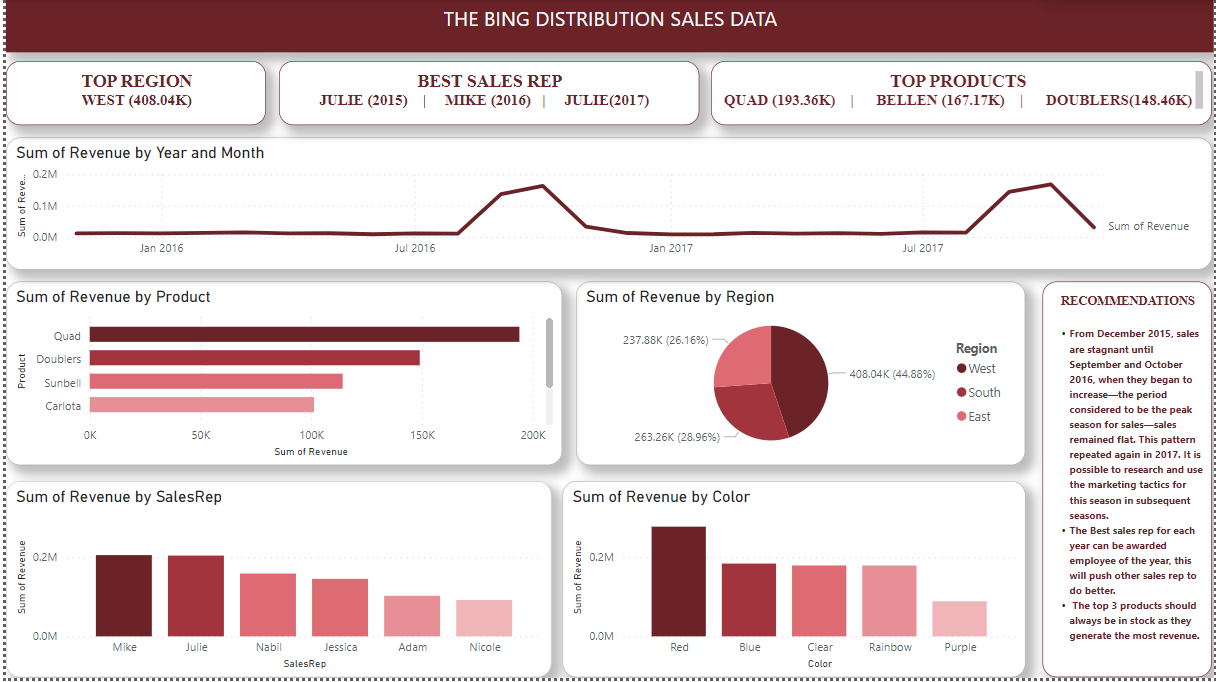 THE BING DISTRIBUTION SALES DATA
TOP REGION
WEST (408.04K)
BEST SALES REP
JULIE (2015) | MIKE (2016) | JULIE(2017)
TOP PRODUCTS
QUAD (193.36K) | BELLEN (167.17K) | DOUBLERS(148.46K)
Sum of Revenue by Year and Month
Sum of Reve...
0.2M
0.1M
0.0M
Jan 2016
Jul 2016
Jan 2017
Jul 2017
Sum of Revenue
Sum of Revenue by Product
Product
Quad
Doublers
Sunbell
Carlota
0K
50K
100K
150K
200K
Sum of Revenue
Sum of Revenue by Region
237.88K (26.16%)
408.04K (44.88%)
263.26K (28.96%)
Region
West
South
East
RECOMMENDATIONS
• From December 2015, sales
are stagnant until
September and October
2016, when they began to
increase—the period
considered to be the peak
season for sales—sales
remained flat. This pattern
repeated again in 2017. It is
possible to research and use
the marketing tactics for
this season in subsequent
seasons.
• The Best sales rep for each
year can be awarded
employee of the year, this
will push other sales rep to
do better.
• The top 3 products should
always be in stock as they
generate the most revenue.
Sum of Revenue by SalesRep
Sum of Revenue
0.2M
0.0M
Mike
Julie
Nabil
Jessica
Adam
Nicole
SalesRep
Sum of Revenue by Color
Sum of Revenue
0.2M
0.0M
Red
Blue
Clear
Rainbow
Purple
Color